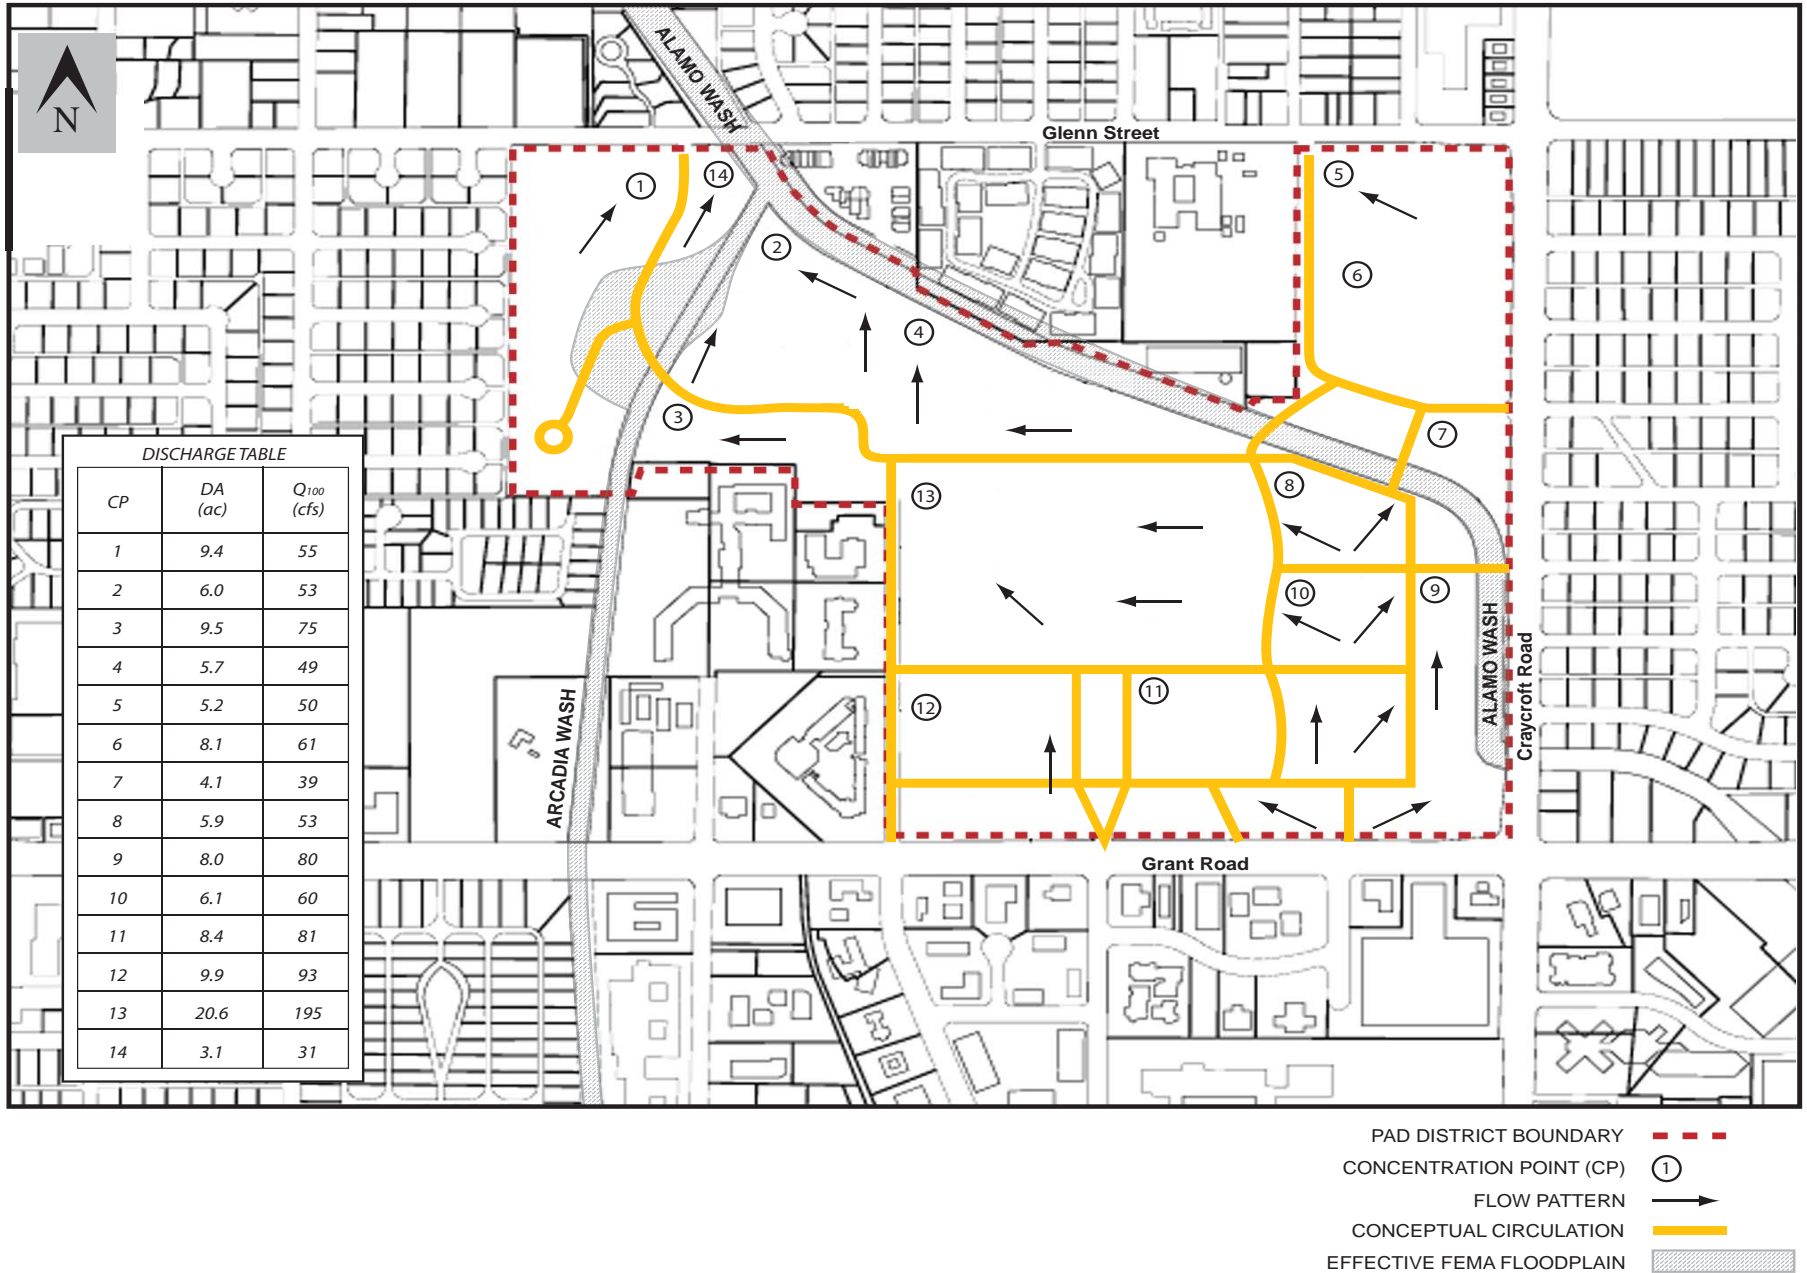 N
ALAMO WASH
Glenn Street
1
14
5
2
6
4
3
7
8
13
10
9
11
12
ALAMO WASH
Craycroft Road
ARCADIA WASH
Grant Road
DISCHARGE TABLE
CP DA (ac) Q100 (cfs)
1 9.4 55
2 6.0 53
3 9.5 75
4 5.7 49
5 5.2 50
6 8.1 61
7 4.1 39
8 5.9 53
9 8.0 80
10 6.1 60
11 8.4 81
12 9.9 93
13 20.6 195
14 3.1 31
PAD DISTRICT BOUNDARY
CONCENTRATION POINT (CP) 1
FLOW PATTERN
CONCEPTUAL CIRCULATION
EFFECTIVE FEMA FLOODPLAIN